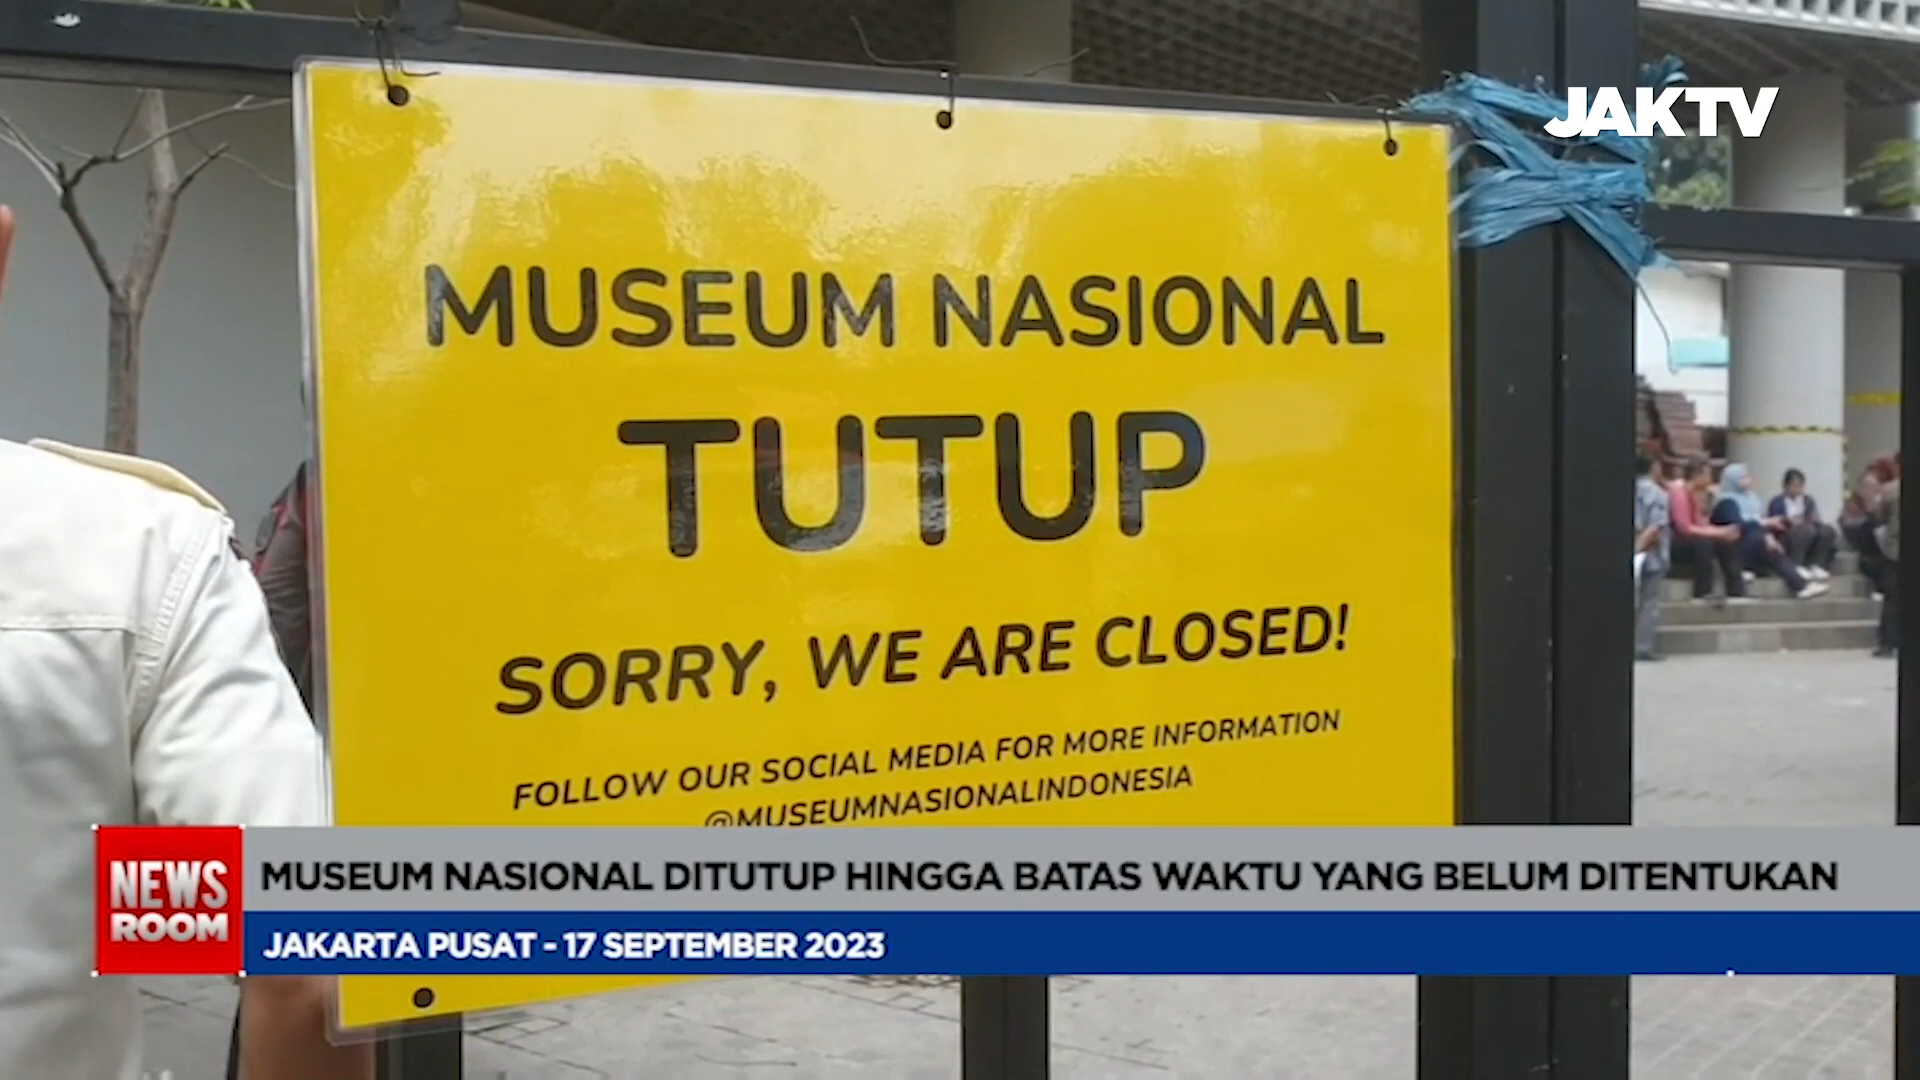 JAKTV
MUSEUM NASIONAL
TUTUP
SORRY, WE ARE CLOSED!
FOLLOW OUR SOCIAL MEDIA FOR MORE INFORMATION
@MUSEUMNASIONALINDONESIA
NEWS
ROOM
MUSEUM NASIONAL DITUTUP HINGGA BATAS WAKTU YANG BELUM DITENTUKAN
JAKARTA PUSAT - 17 SEPTEMBER 2023